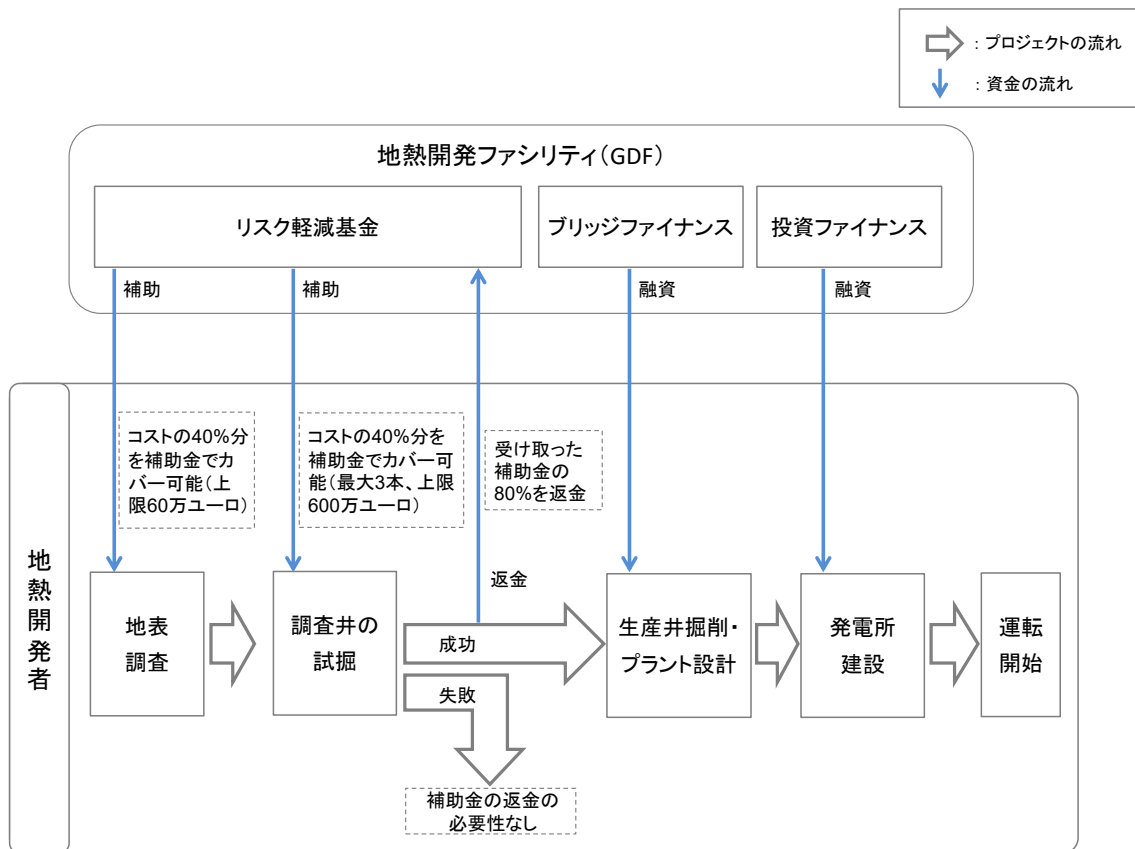 ：プロジェクトの流れ
：資金の流れ
地熱開発ファシリティ（GDF）
リスク軽減基金
ブリッジファイナンス
投資ファイナンス
補助
補助
融資
融資
コストの40%分
を補助金でカ
バー可能（上
限60万ユーロ）
コストの40%分を
補助金でカバー可
能（最大3本、上限
600万ユーロ）
受け取った
補助金の
80%を返金
返金
地熱開発者
地表
調査
調査井の
試掘
成功
失敗
生産井掘削・
プラント設計
発電所
建設
運転
開始
補助金の返金の
必要性なし